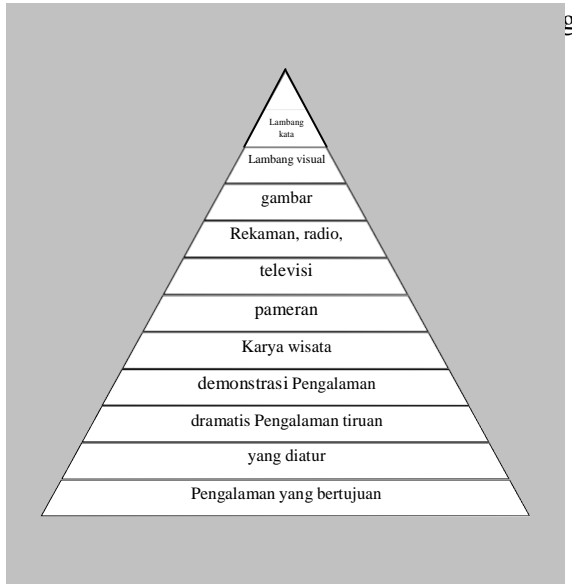 Lambang
kata
Lambang visual
gambar
Rekaman, radio,
televisi
pameran
Karya wisata
demonstrasi Pengalaman
dramatis Pengalaman tiruan
yang diatur
Pengalaman yang bertujuan